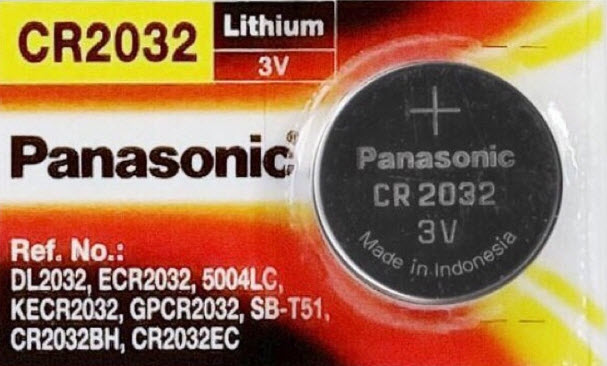 CR2032
Lithium
3V
Panasonic®
Ref. No.:
DL2032, ECR2032, 5004LC,
KECR2032, GPCR2032, SB-T51,
CR2032BH, CR2032EC
+
Panasonic
CR 2032
3V
Made in Indonesia